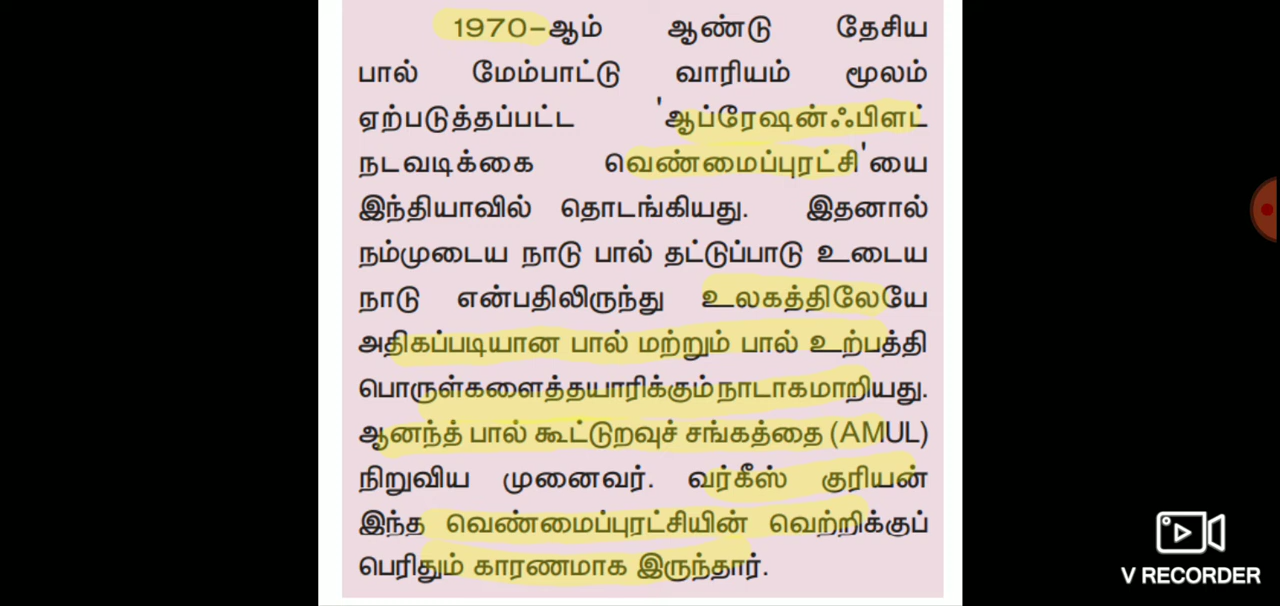 1970-ஆம் ஆண்டு தேசிய
பால் மேம்பாட்டு வாரியம் மூலம்
ஏற்படுத்தப்பட்ட 'ஆப்ரேஷன்ஃபிளட்
நடவடிக்கை வெண்மைப்புரட்சி'யை
இந்தியாவில் தொடங்கியது. இதனால்
நம்முடைய நாடு பால் தட்டுப்பாடு உடைய
நாடு என்பதிலிருந்து உலகத்திலேயே
அதிகப்படியான பால் மற்றும் பால் உற்பத்தி
பொருள்களைத்தயாரிக்கும்நாடாகமாறியது.
ஆனந்த் பால் கூட்டுறவுச் சங்கத்தை (AMUL)
நிறுவிய முனைவர். வர்கீஸ் குரியன்
இந்த வெண்மைப்புரட்சியின் வெற்றிக்குப்
பெரிதும் காரணமாக இருந்தார்.
V RECORDER